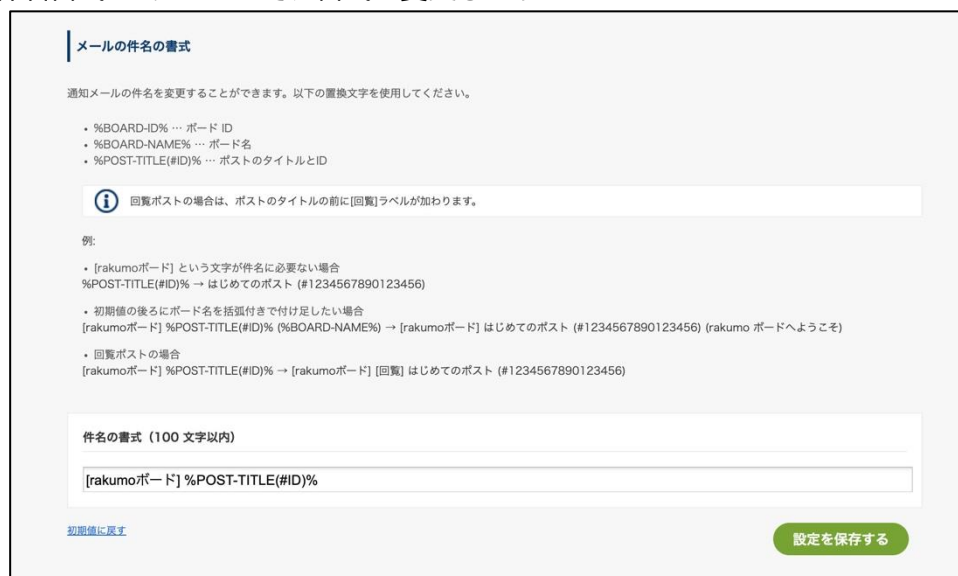 メールの件名の書式
通知メールの件名を変更することができます。以下の置換文字を使用してください。
• %BOARD-ID% … ボード ID
• %BOARD-NAME% … ボード名
• %POST-TITLE(#ID)% … ポストのタイトルとID
回覧ポストの場合は、ポストのタイトルの前に[回覧]ラベルが加わります。
例:
• [rakumoボード] という文字が件名に必要ない場合
%POST-TITLE(#ID)% → はじめてのポスト (#1234567890123456)
• 初期値の後ろにボード名を括弧付きで付け足したい場合
[rakumoボード] %POST-TITLE(#ID)% (%BOARD-NAME%) → [rakumoボード] はじめてのポスト (#1234567890123456) (rakumo ボードへようこそ)
• 回覧ポストの場合
[rakumoボード] %POST-TITLE(#ID)% → [rakumoボード] [回覧] はじめてのポスト (#1234567890123456)
件名の書式（100 文字以内）
[rakumoボード] %POST-TITLE(#ID)%
初期値に戻す
設定を保存する